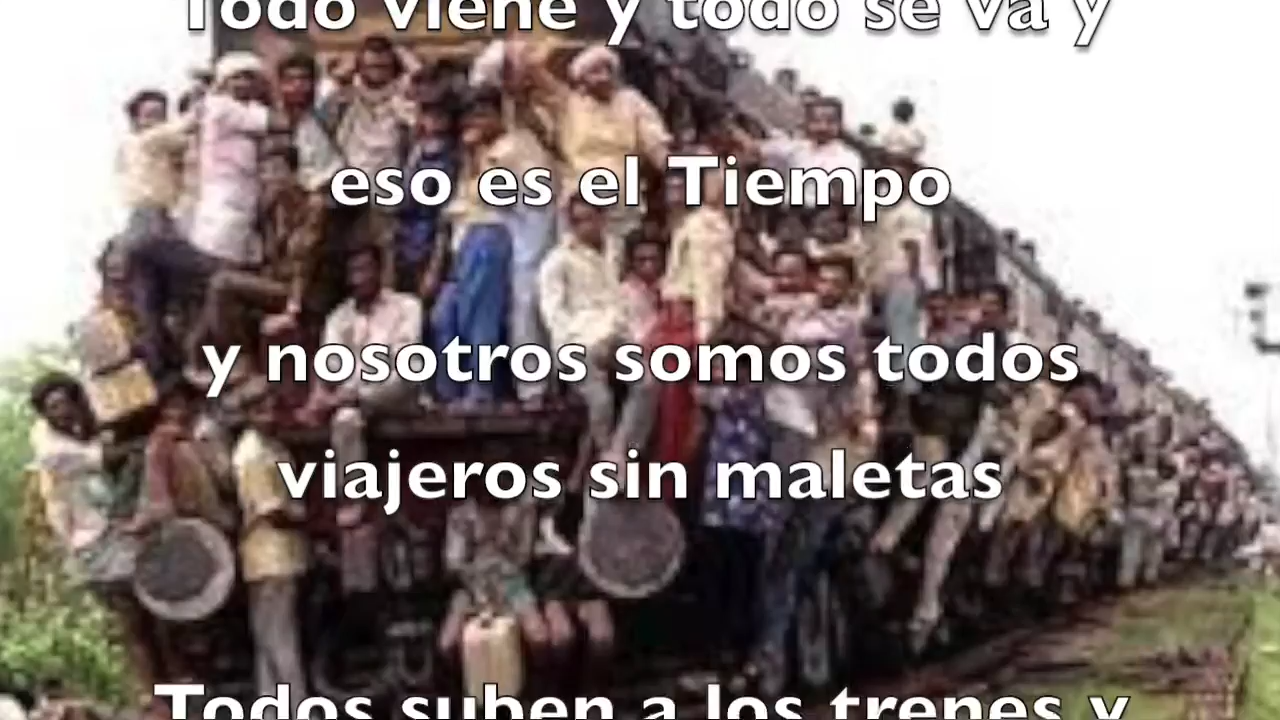 Todo viene y todo se va y
eso es el Tiempo
y nosotros somos todos
viajeros sin maletas
Todos suben a los trenes y